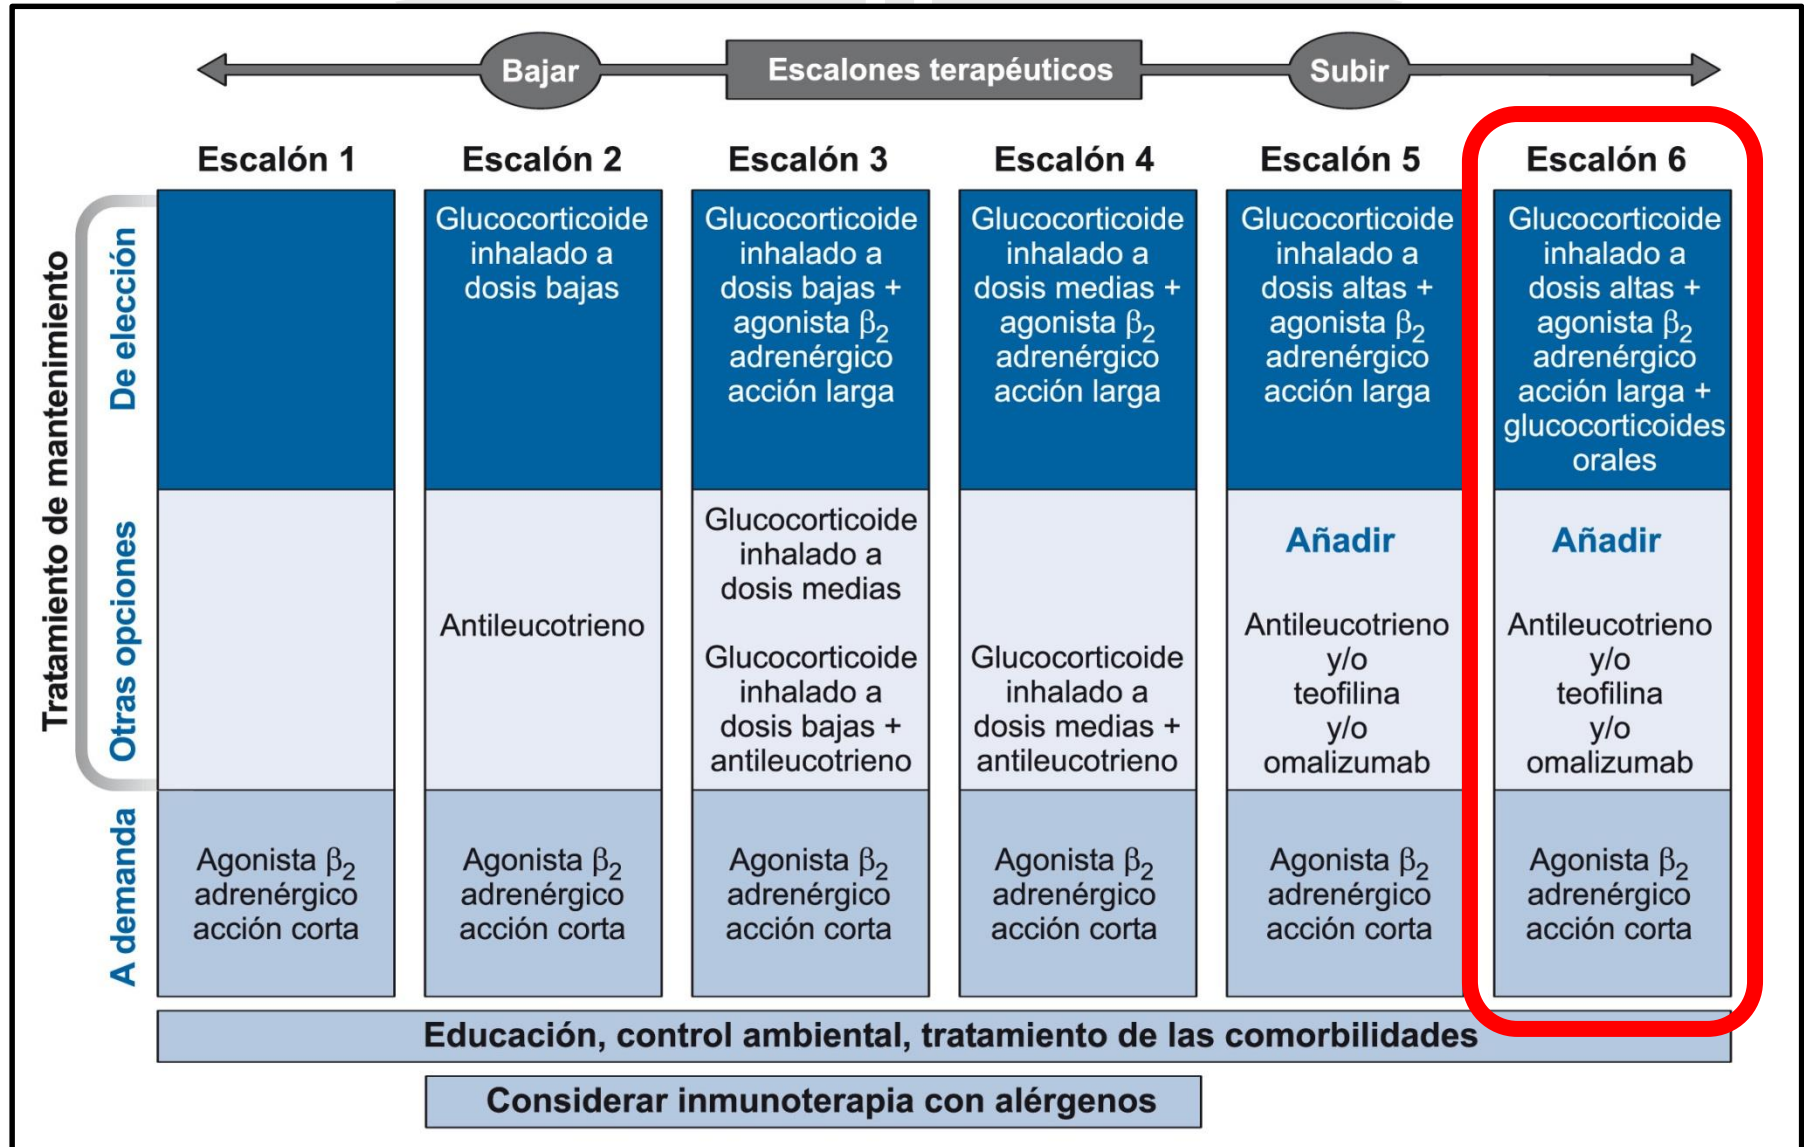 Bajar
Escalones terapéuticos
Subir
Tratamiento de mantenimiento
De elección
Otras opciones
A demanda
Escalón 1
Agonista β2
adrenérgico
acción corta
Escalón 2
Glucocorticoide
inhalado a
dosis bajas
Antileucotrieno
Agonista β2
adrenérgico
acción corta
Escalón 3
Glucocorticoide
inhalado a
dosis bajas +
agonista β2
adrenérgico
acción larga
Glucocorticoide
inhalado a
dosis medias
Glucocorticoide
inhalado a
dosis bajas +
antileucotrieno
Agonista β2
adrenérgico
acción corta
Escalón 4
Glucocorticoide
inhalado a
dosis medias +
agonista β2
adrenérgico
acción larga
Glucocorticoide
inhalado a
dosis medias +
antileucotrieno
Agonista β2
adrenérgico
acción corta
Escalón 5
Glucocorticoide
inhalado a
dosis altas +
agonista β2
adrenérgico
acción larga
Añadir
Antileucotrieno
y/o
teofilina
y/o
omalizumab
Agonista β2
adrenérgico
acción corta
Escalón 6
Glucocorticoide
inhalado a
dosis altas +
agonista β2
adrenérgico
acción larga +
glucocorticoides
orales
Añadir
Antileucotrieno
y/o
teofilina
y/o
omalizumab
Agonista β2
adrenérgico
acción corta
Educación, control ambiental, tratamiento de las comorbilidades
Considerar inmunoterapia con alérgenos